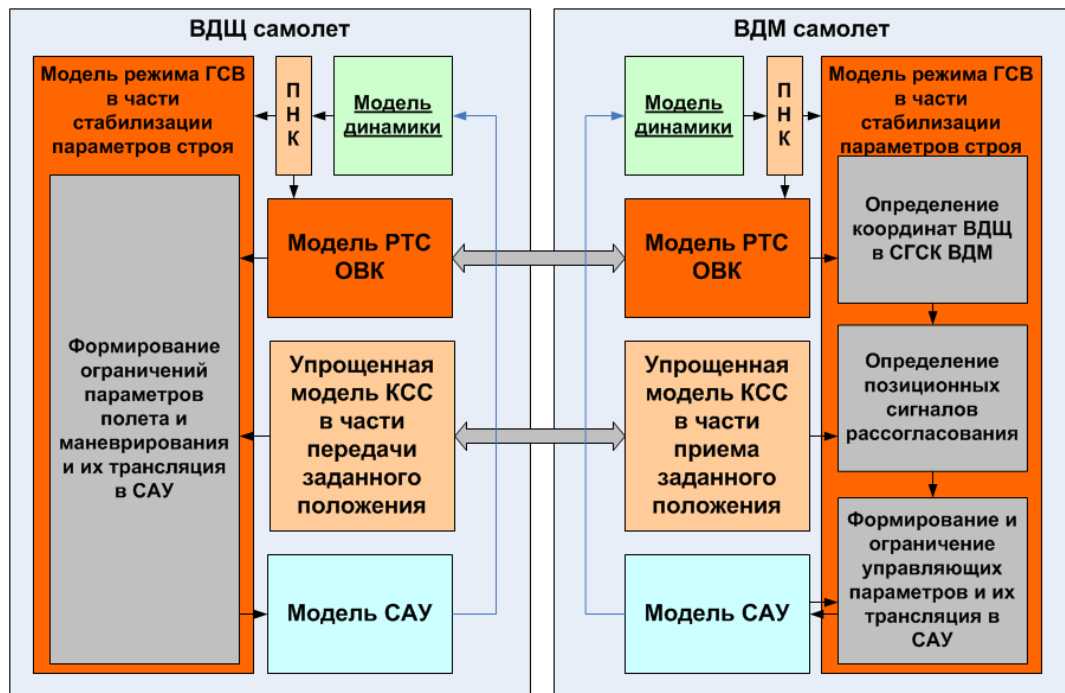 ВДЩ самолет
Модель режима ГСВ
в части
стабилизации
параметров строя
П
Н
К
Модель
динамики
Модель РТС
ОВК
Формирование
ограничений
параметров
полета и
маневрирования
и их трансляция
в САУ
Упрощенная
модель КСС
в части
передачи
заданного
положения
Модель САУ
ВДМ самолет
Модель
динамики
П
Н
К
Модель режима ГСВ
в части
стабилизации
параметров строя
Модель РТС
ОВК
Определение
координат ВДЩ
в СГСК ВДМ
Упрощенная
модель КСС
в части
приема
заданного
положения
Определение
позиционных
сигналов
рассогласования
Модель САУ
Формирование и
ограничение
управляющих
параметров и их
трансляция в
САУ